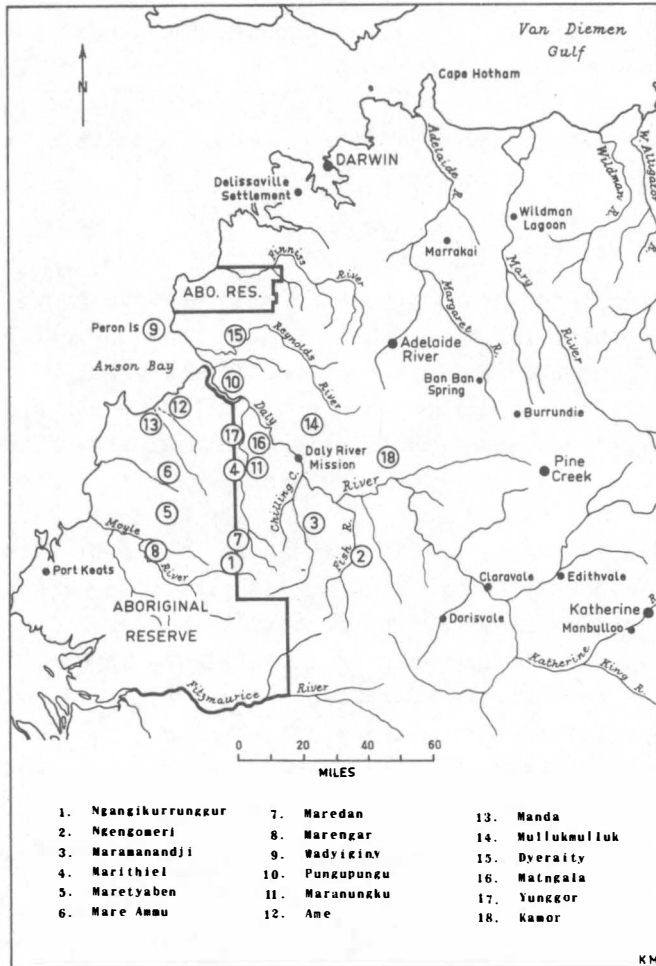 Van Diemen
Gulf
Cape Hotham
N
DARWIN
Delissaville
Settlement
Adelaide R.
Wildman R.
W. Alligator R.
Wildman
Lagoon
Marrakai
Finniss River
Mary River
ABO. RES.
Margaret R.
Peron Is 9
15
Reynolds River
Adelaide
River
Anson Bay
10
Ban Ban
Spring
12
Daly
13
14
Burrundie
17
16
18
Daly River
Mission
6
4
11
River
Pine
Creek
Chilling C.
5
3
Moyle River
7
Fish R.
8
2
1
Port Keats
Claravale
Edithvale
ABORIGINAL
RESERVE
Dorisvale
Katherine
Manbulloo
Katherine
King R.
R.
Fitzmaurice River
0 20 40 60
MILES
1. Ngangikurrunggur
2. Ngengomeri
3. Maramanandji
4. Marithiel
5. Maretyaben
6. Mare Ammu
7. Maredan
8. Marengar
9. Wadyiginy
10. Pungupungu
11. Maranungku
12. Ame
13. Manda
14. Mullukmulluk
15. Dyeraity
16. Matngala
17. Yunggor
18. Kamor
KM